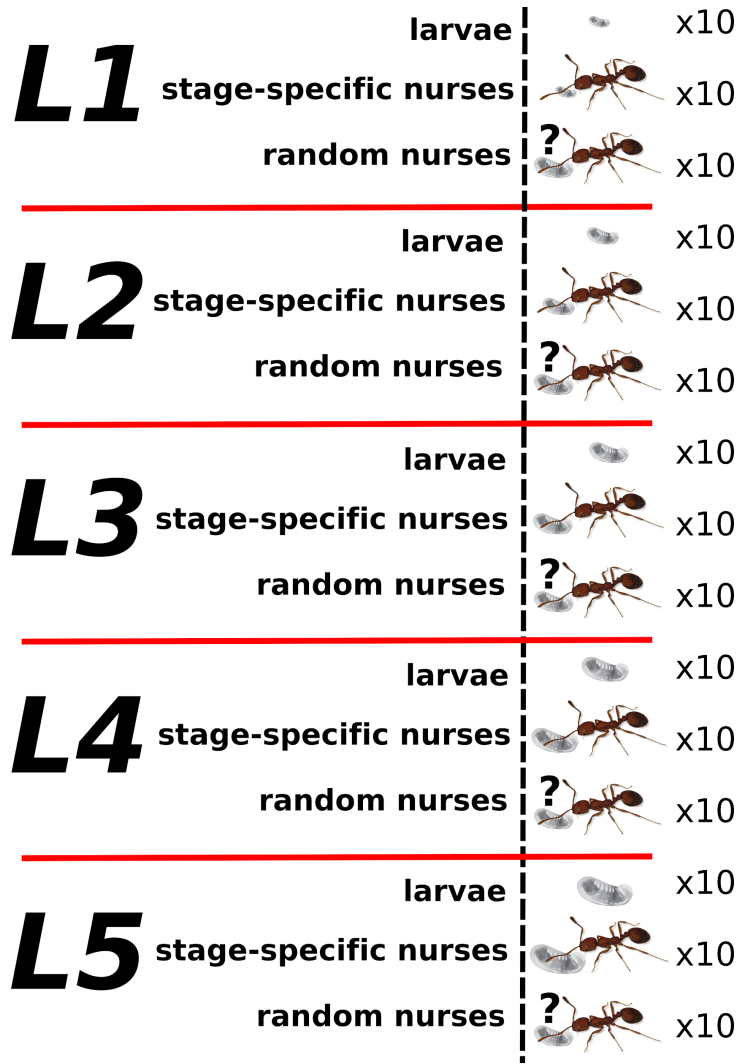 L1
larvae x10
stage-specific nurses x10
random nurses ? x10
L2
larvae x10
stage-specific nurses x10
random nurses ? x10
L3
larvae x10
stage-specific nurses x10
random nurses ? x10
L4
larvae x10
stage-specific nurses x10
random nurses ? x10
L5
larvae x10
stage-specific nurses x10
random nurses ? x10